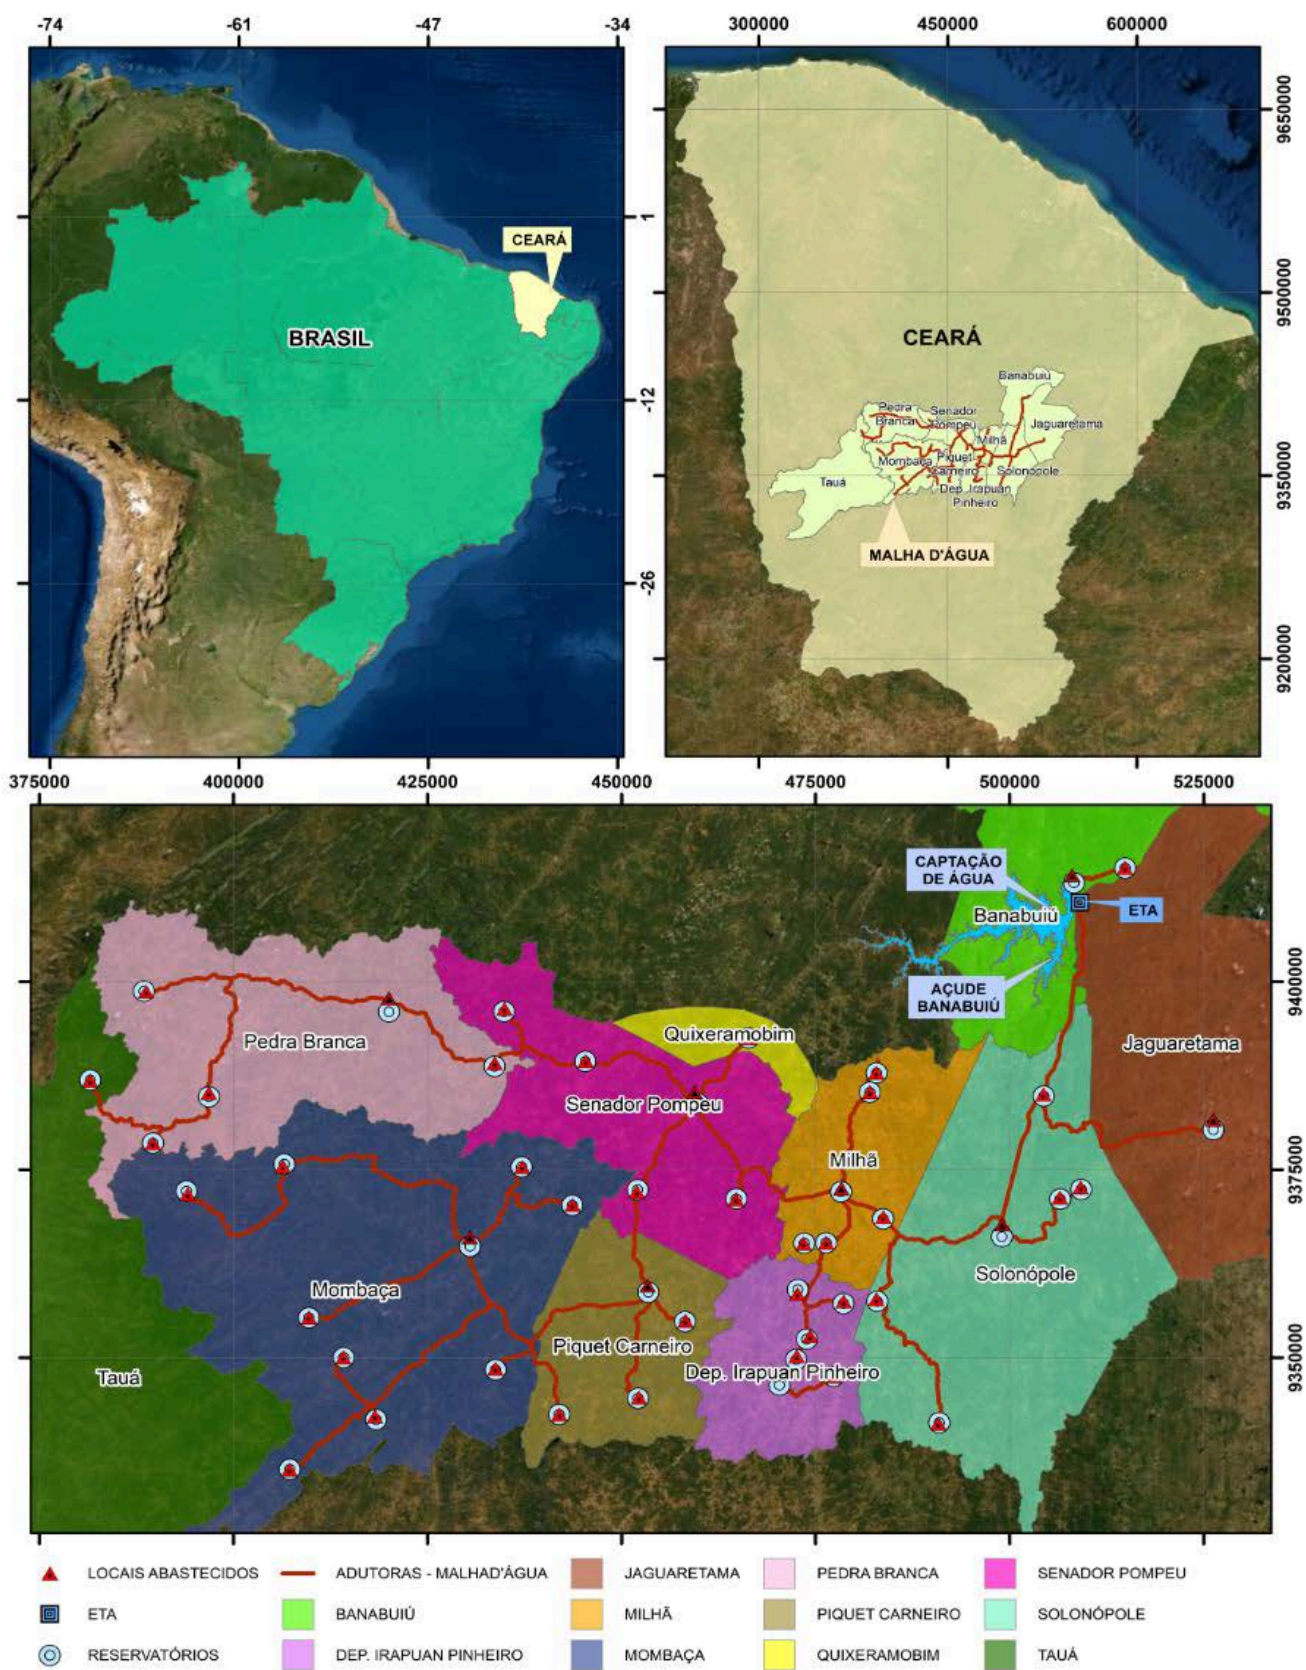 -74 -61 -47 -34
300000 450000 600000
CEARÁ
BRASIL
1
-12
-26
CEARÁ
Banabuiú
Pedra
Branca
Senador
Pompeu
Milhã
Jaguaretama
Mombaça
Piquet
Carneiro
Solonópole
Tauá
Dep. Irapuan
Pinheiro
MALHA D'ÁGUA
9650000
9500000
9350000
9200000
375000 400000 425000 450000 475000 500000 525000
CAPTAÇÃO
DE ÁGUA
Banabuiú
ETA
AÇUDE
BANABUIÚ
Quixeramobim
Pedra Branca
Jaguaretama
Senador Pompeu
Milhã
Solonópole
Mombaça
Piquet Carneiro
Dep. Irapuan Pinheiro
Tauá
9400000
9375000
9350000
LOCAIS ABASTECIDOS
ADUTORAS - MALHAD'ÁGUA
JAGUARETAMA
PEDRA BRANCA
SENADOR POMPEU
ETA
BANABUIÚ
MILHÃ
PIQUET CARNEIRO
SOLONÓPOLE
RESERVATÓRIOS
DEP. IRAPUAN PINHEIRO
MOMBAÇA
QUIXERAMOBIM
TAUÁ